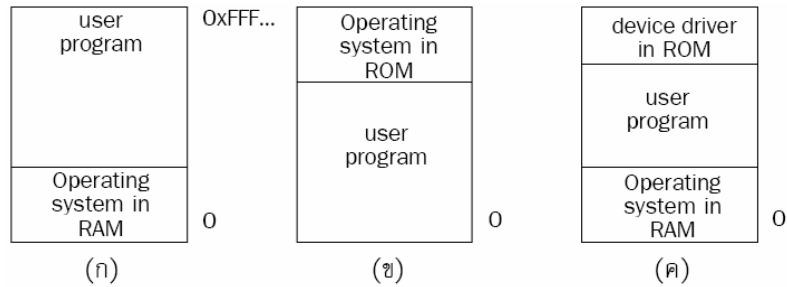 user
program
Operating
system in
RAM
0xFFF...
0
(ก)
Operating
system in
ROM
user
program
0
(ข)
device driver
in ROM
user
program
Operating
system in
RAM
0
(ค)